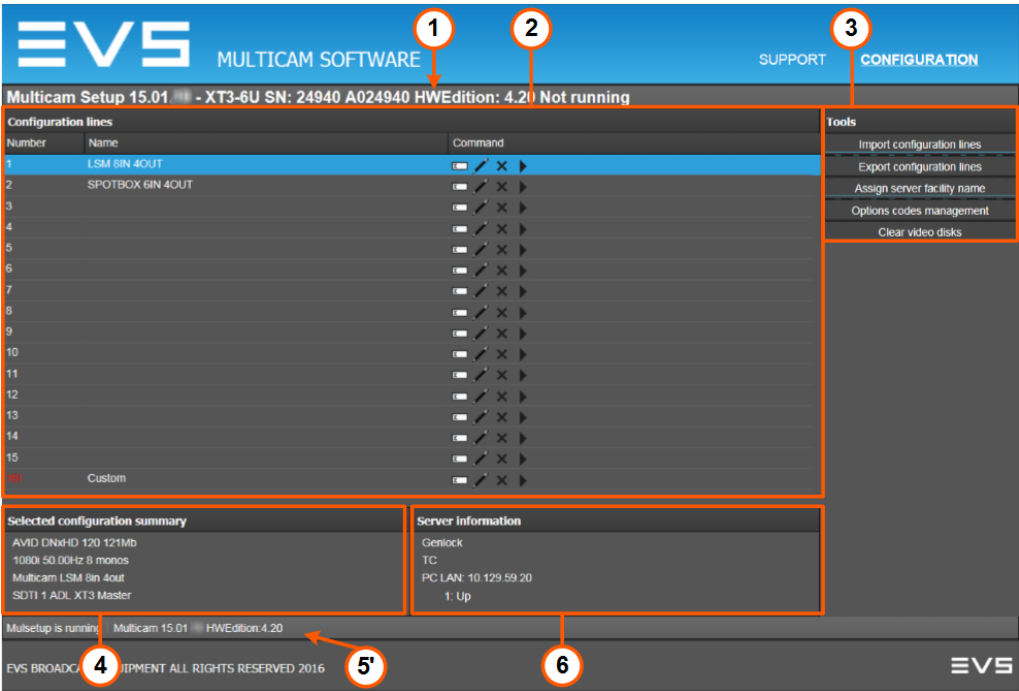 1 2 3
EVS MULTICAM SOFTWARE SUPPORT CONFIGURATION
Multicam Setup 15.01. - XT3-6U SN: 24940 A024940 HWEdition: 4.20 Not running
Configuration lines
Number Name Command
1 LSM 8IN 4OUT
2 SPOTBOX 6IN 4OUT
3
4
5
6
7
8
9
10
11
12
13
14
15
Custom
Tools
Import configuration lines
Export configuration lines
Assign server facility name
Options codes management
Clear video disks
Selected configuration summary
AVID DNxHD 120 121Mb
1080i 50.00Hz 8 monos
Multicam LSM 8in 4out
SDTI 1 ADL XT3 Master
Server information
Genlock
TC
PC LAN: 10.129.59.20
1: Up
Mulsetup is running Multicam 15.01 HWEdition:4.20
4 5' 6
EVS ALL RIGHTS RESERVED 2016 EVS